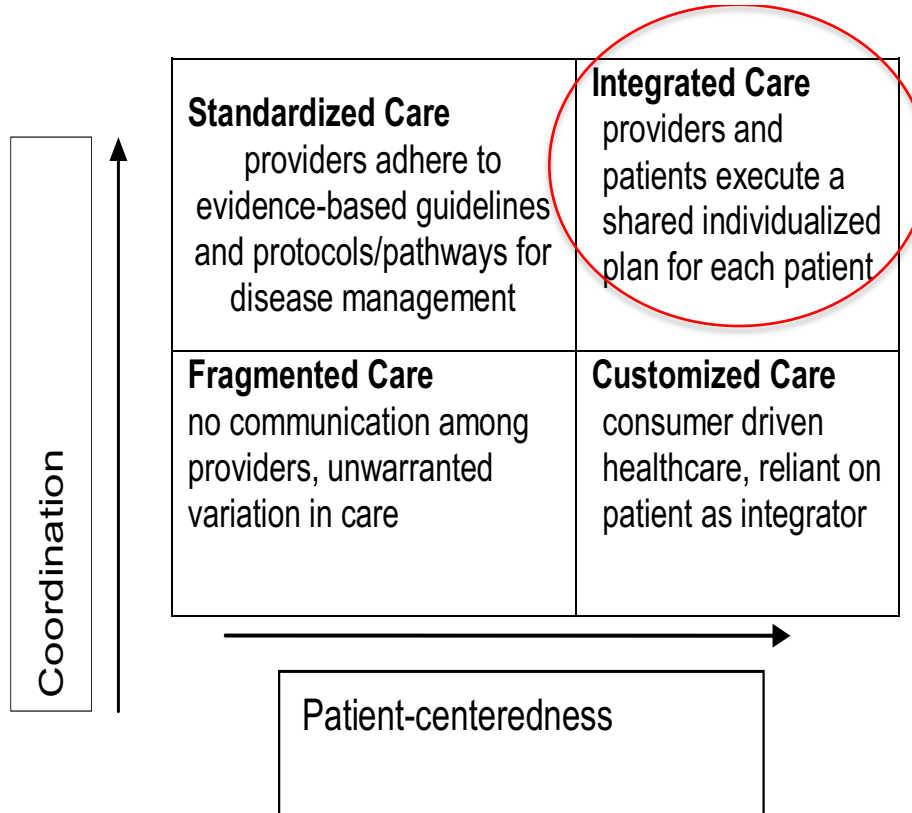 Standardized Care
providers adhere to
evidence-based guidelines
and protocols/pathways for
disease management
Integrated Care
providers and
patients execute a
shared individualized
plan for each patient
Fragmented Care
no communication among
providers, unwarranted
variation in care
Customized Care
consumer driven
healthcare, reliant on
patient as integrator
Coordination
Patient-centeredness